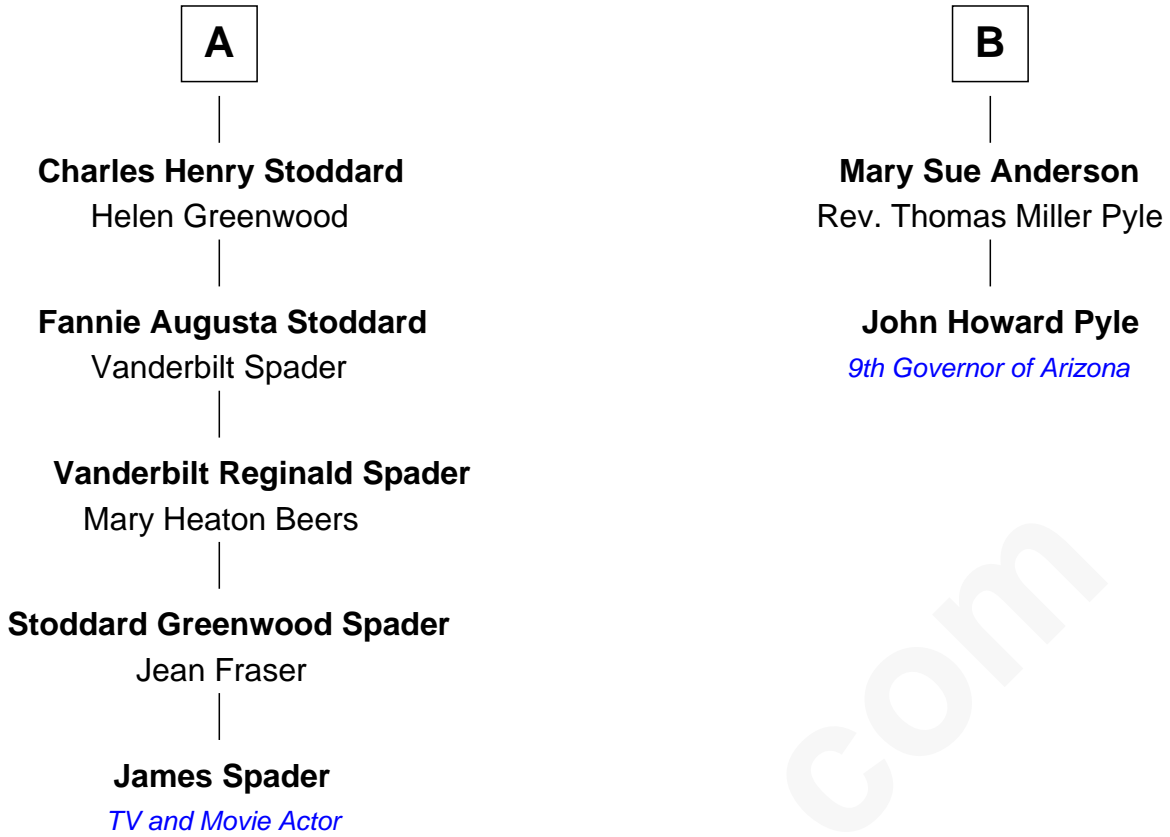 A
Charles Henry Stoddard
Helen Greenwood
Fannie Augusta Stoddard
Vanderbilt Spader
Vanderbilt Reginald Spader
Mary Heaton Beers
Stoddard Greenwood Spader
Jean Fraser
James Spader
TV and Movie Actor
B
Mary Sue Anderson
Rev. Thomas Miller Pyle
John Howard Pyle
9th Governor of Arizona
com